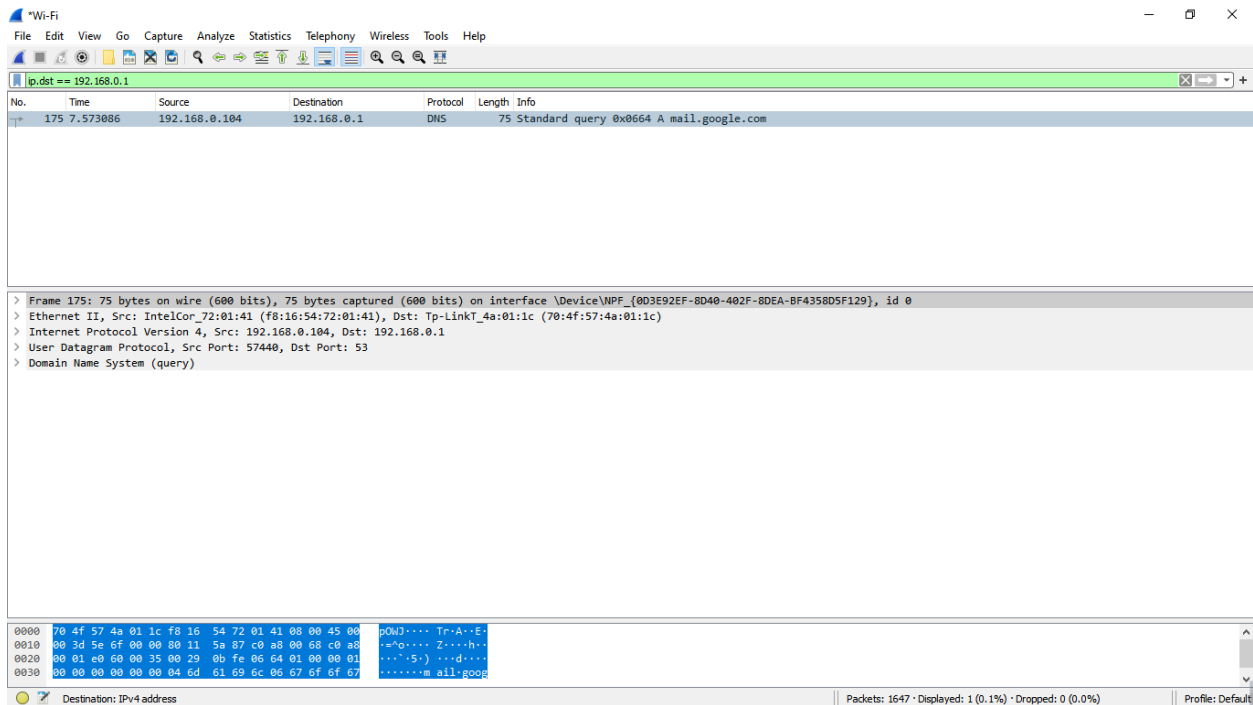 *Wi-Fi
File Edit View Go Capture Analyze Statistics Telephony Wireless Tools Help
ip.dst == 192.168.0.1
No. Time Source Destination Protocol Length Info
175 7.573086 192.168.0.104 192.168.0.1 DNS 75 Standard query 0x0664 A mail.google.com
> Frame 175: 75 bytes on wire (600 bits), 75 bytes captured (600 bits) on interface \Device\NPF_{0D3E92EF-8D40-402F-8DEA-BF4358D5F129}, id 0
> Ethernet II, Src: IntelCor_72:01:41 (f8:16:54:72:01:41), Dst: Tp-LinkT_4a:01:1c (70:4f:57:4a:01:1c)
> Internet Protocol Version 4, Src: 192.168.0.104, Dst: 192.168.0.1
> User Datagram Protocol, Src Port: 57440, Dst Port: 53
> Domain Name System (query)
0000 70 4f 57 4a 01 1c f8 16 54 72 01 41 08 00 45 00 pOWJ···· Tr·A··E·
0010 00 3d 5e 6f 00 00 80 11 5a 87 c0 a8 00 68 c0 a8 ·=^o···· Z····h··
0020 00 01 e0 60 00 35 00 29 0b fe 06 64 01 00 00 01 ···`·5·) ···d····
0030 00 00 00 00 00 00 04 6d 61 69 6c 06 67 6f 6f 67 ·······m ail·goog
Destination: IPv4 address Packets: 1647 · Displayed: 1 (0.1%) · Dropped: 0 (0.0%) Profile: Default